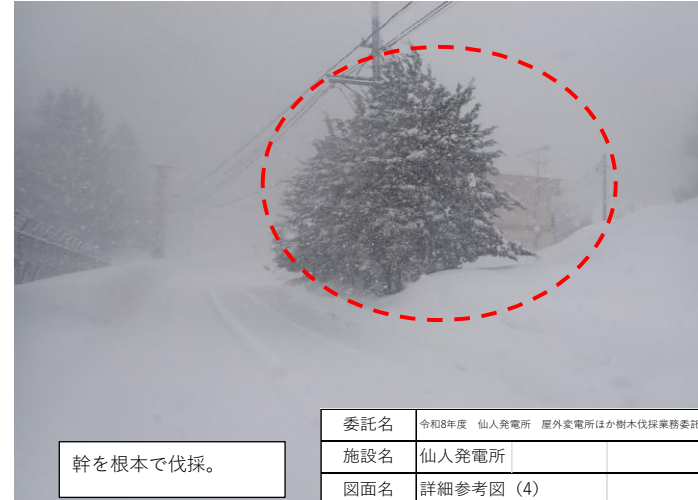 幹を根本で伐採。
委託名 令和8年度 仙人発電所 屋外変電所ほか樹木伐採業務委託
施設名 仙人発電所
図面名 詳細参考図（4）